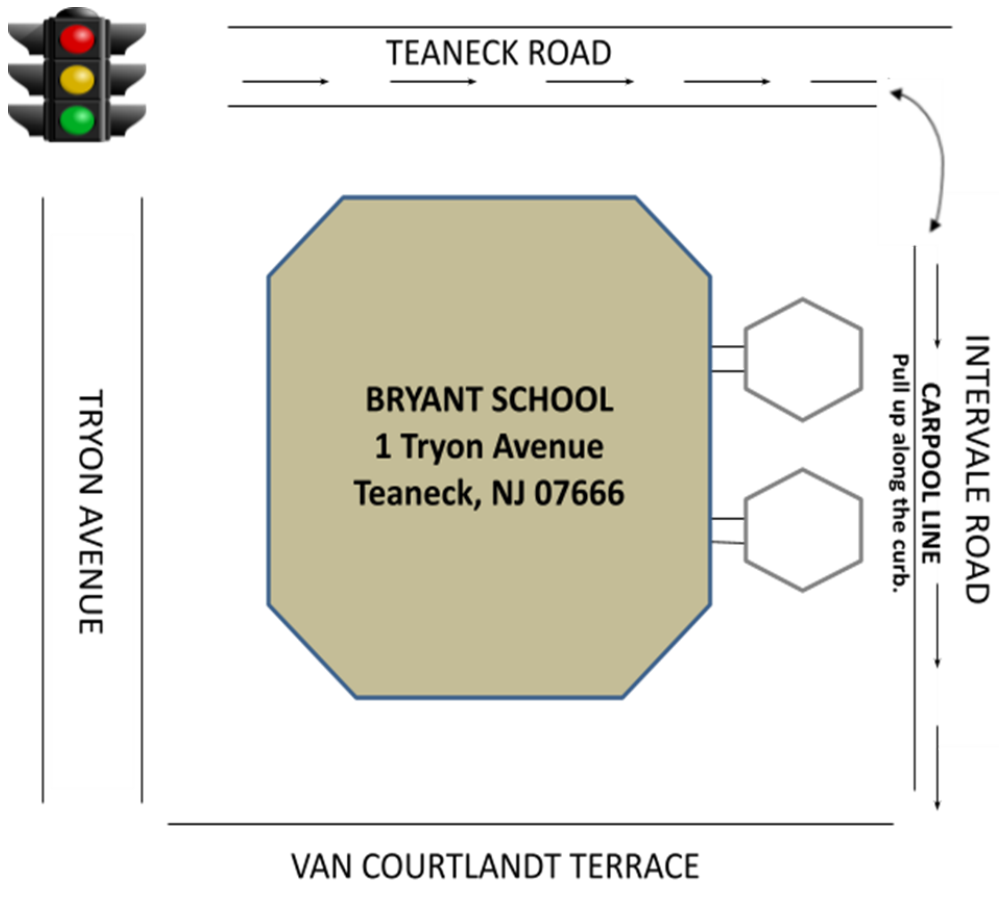 TEANECK ROAD
TRYON AVENUE
BRYANT SCHOOL
1 Tryon Avenue
Teaneck, NJ 07666
Pull up along the curb.
CARPOOL LINE
INTERVALE ROAD
VAN COURTLANDT TERRACE